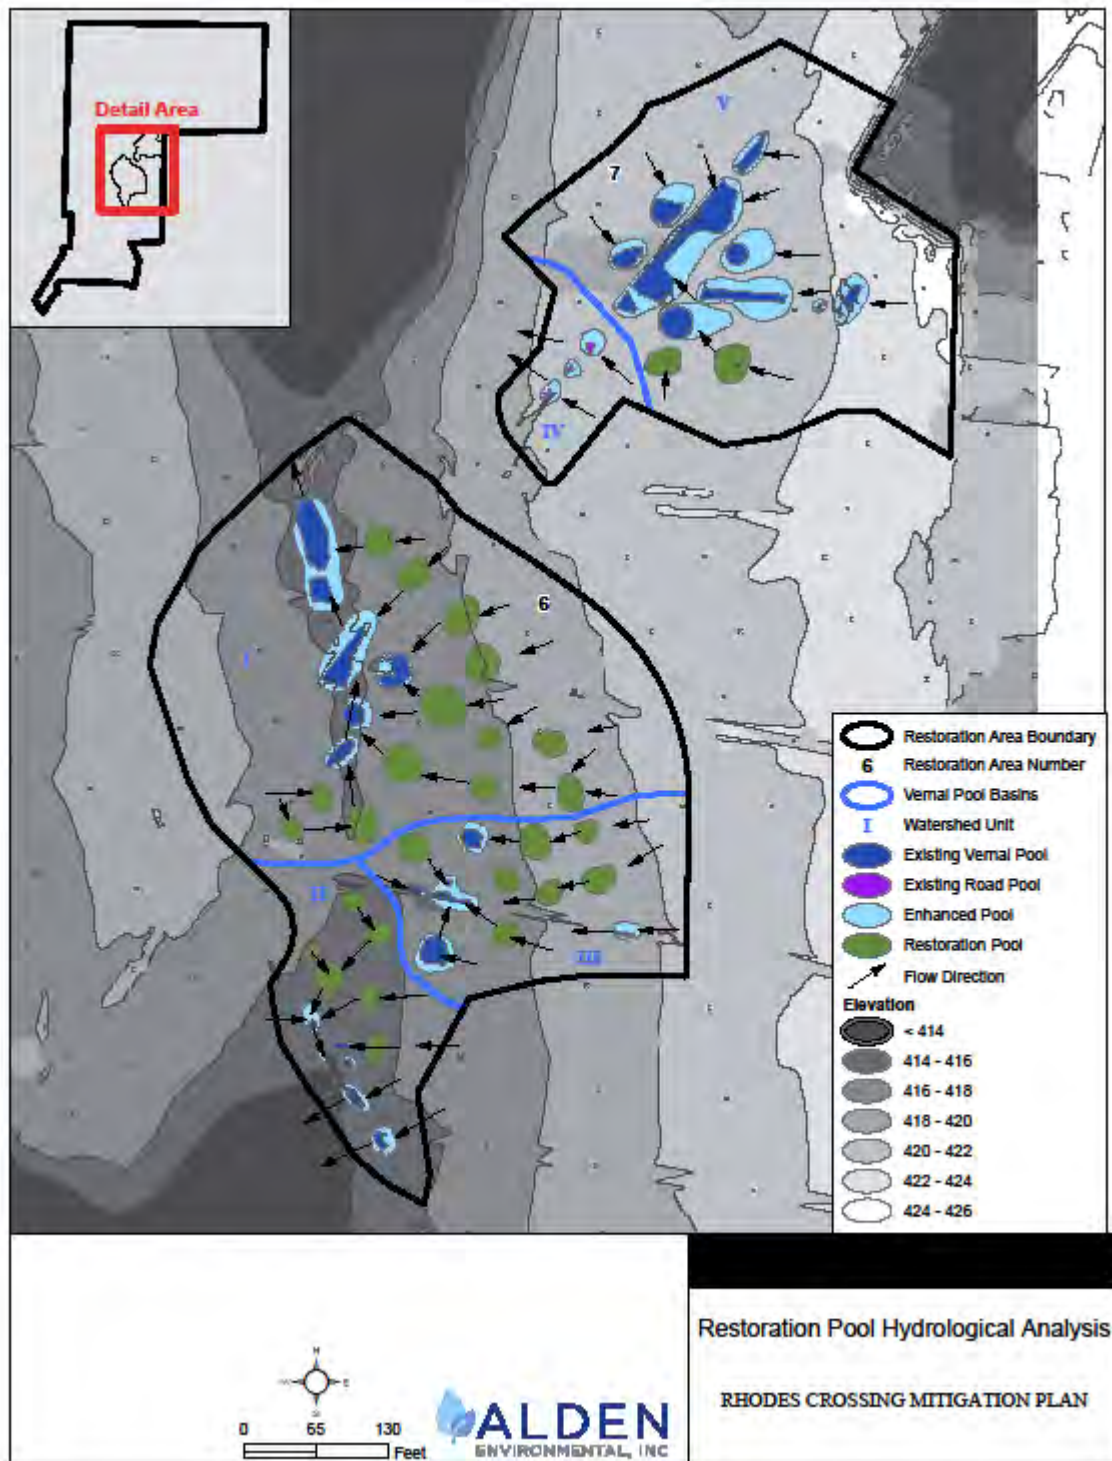 Detail Area
V
7
IV
6
I
II
III
Restoration Area Boundary
6 Restoration Area Number
Vernal Pool Basins
I Watershed Unit
Existing Vernal Pool
Existing Road Pool
Enhanced Pool
Restoration Pool
Flow Direction
Elevation
< 414
414 - 416
416 - 418
418 - 420
420 - 422
422 - 424
424 - 426
N
E
S
0 65 130
Feet
ALDEN
ENVIRONMENTAL, INC
Restoration Pool Hydrological Analysis
RHODES CROSSING MITIGATION PLAN